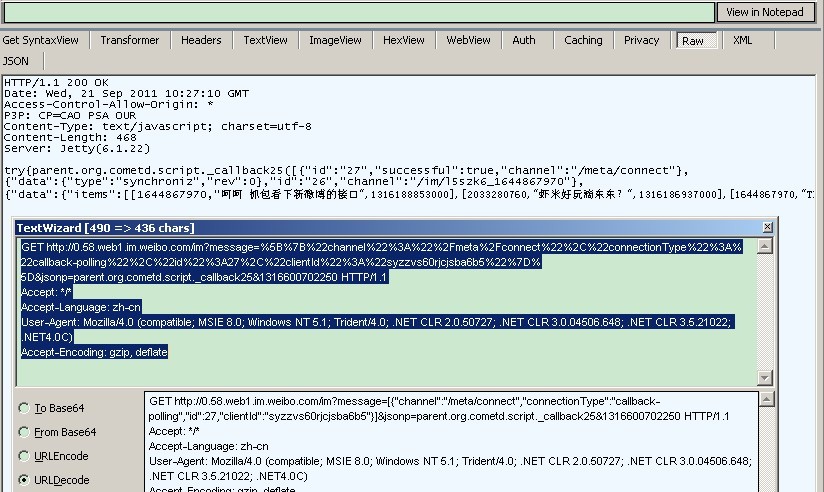 View in Notepad
Get SyntaxView Transformer Headers TextView ImageView HexView WebView Auth Caching Privacy Raw XML
JSON
HTTP/1.1 200 OK
Date: Wed, 21 Sep 2011 10:27:10 GMT
Access-Control-Allow-Origin: *
P3P: CP=CAO PSA OUR
Content-Type: text/javascript; charset=utf-8
Content-Length: 468
Server: Jetty(6.1.22)
try{parent.org.cometd.script._callback25([{"id":"27","successful":true,"channel":"/meta/connect"},
{"data":{"type":"synchroniz","rev":0},"id":"26","channel":"/im/l5szk6_1644867970"},
{"data":{"items":[[1644867970,"呵呵 抓包看下新微博的接口",1316188853000],[2033280760,"虾米好玩滴东东?",1316186937000],[1644867970,"T
TextWizard [490 => 436 chars]
GET http://0.58.web1.im.weibo.com/im?message=%5B%7B%22channel%22%3A%22%2Fmeta%2Fconnect%22%2C%22connectionType%22%3A%
22callback-polling%22%2C%22id%22%3A27%2C%22clientId%22%3A%22syzzvs60rjcjsba6b5%22%7D%
5D&jsonp=parent.org.cometd.script._callback25&1316600702250 HTTP/1.1
Accept: */*
Accept-Language: zh-cn
User-Agent: Mozilla/4.0 (compatible; MSIE 8.0; Windows NT 5.1; Trident/4.0; .NET CLR 2.0.50727; .NET CLR 3.0.04506.648; .NET CLR 3.5.21022;
.NET4.0C)
Accept-Encoding: gzip, deflate
To Base64
From Base64
URLEncode
URLDecode
GET http://0.58.web1.im.weibo.com/im?message=[{"channel":"/meta/connect","connectionType":"callback-
polling","id":27,"clientId":"syzzvs60rjcjsba6b5"}]&jsonp=parent.org.cometd.script._callback25&1316600702250 HTTP/1.1
Accept: */*
Accept-Language: zh-cn
User-Agent: Mozilla/4.0 (compatible; MSIE 8.0; Windows NT 5.1; Trident/4.0; .NET CLR 2.0.50727; .NET CLR 3.0.04506.648;
.NET CLR 3.5.21022; .NET4.0C)
Accept-Encoding: gzip, deflate